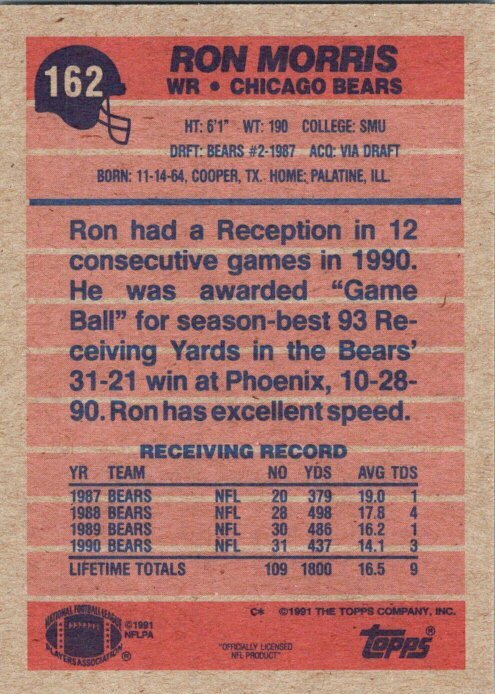 162
RON MORRIS
WR • CHICAGO BEARS
HT: 6'1" WT: 190 COLLEGE: SMU
DRFT: BEARS #2-1987 ACQ: VIA DRAFT
BORN: 11-14-64, COOPER, TX. HOME: PALATINE, ILL.
Ron had a Reception in 12
consecutive games in 1990.
He was awarded “Game
Ball” for season-best 93 Re-
ceiving Yards in the Bears’
31-21 win at Phoenix, 10-28-
90. Ron has excellent speed.
RECEIVING RECORD
YR TEAM NO YDS AVG TDS
1987 BEARS NFL 20 379 19.0 1
1988 BEARS NFL 28 498 17.8 4
1989 BEARS NFL 30 486 16.2 1
1990 BEARS NFL 31 437 14.1 3
LIFETIME TOTALS 109 1800 16.5 9
C* ©1991 THE TOPPS COMPANY, INC.
NATIONAL FOOTBALL LEAGUE
PLAYERS ASSOCIATION ®
©1991
NFLPA
"OFFICIALLY LICENSED
NFL PRODUCT"
topps®